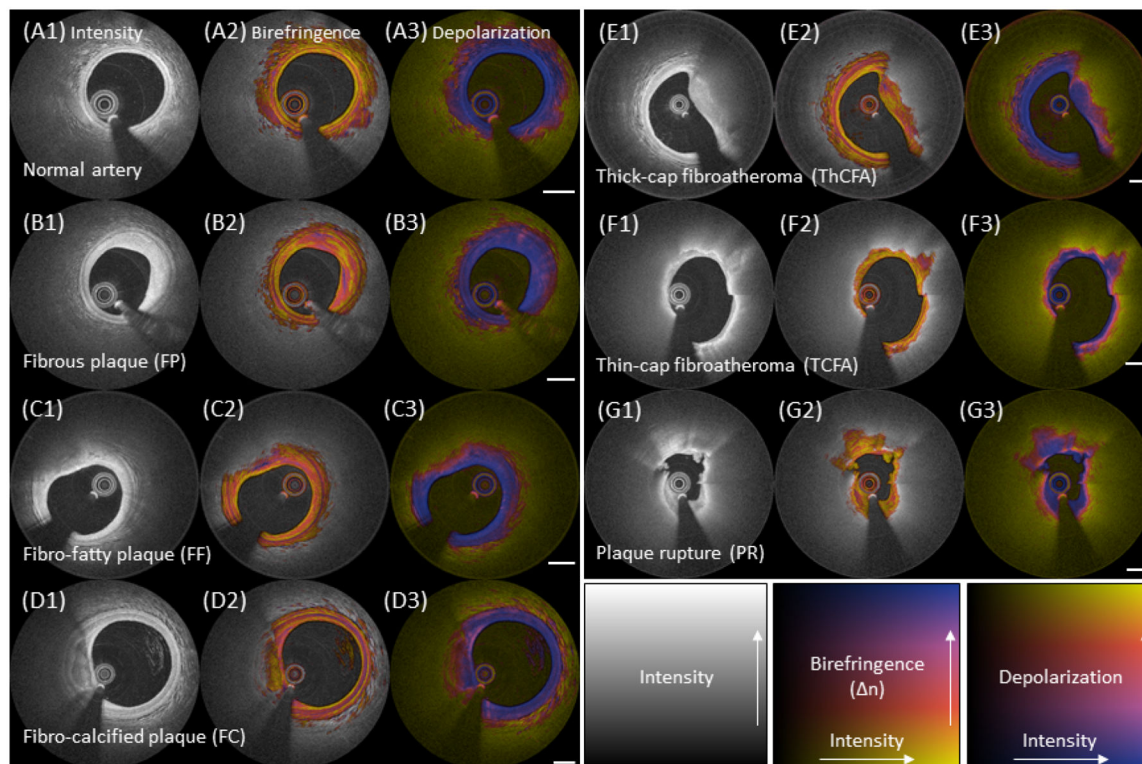 (A1) Intensity
(A2) Birefringence
(A3) Depolarization
Normal artery
(B1)
(B2)
(B3)
Fibrous plaque (FP)
(C1)
(C2)
(C3)
Fibro-fatty plaque (FF)
(D1)
(D2)
(D3)
Fibro-calcified plaque (FC)
(E1)
(E2)
(E3)
Thick-cap fibroatheroma (ThCFA)
(F1)
(F2)
(F3)
Thin-cap fibroatheroma (TCFA)
(G1)
(G2)
(G3)
Plaque rupture (PR)
Intensity
Birefringence
(Δn)
Intensity
Depolarization
Intensity